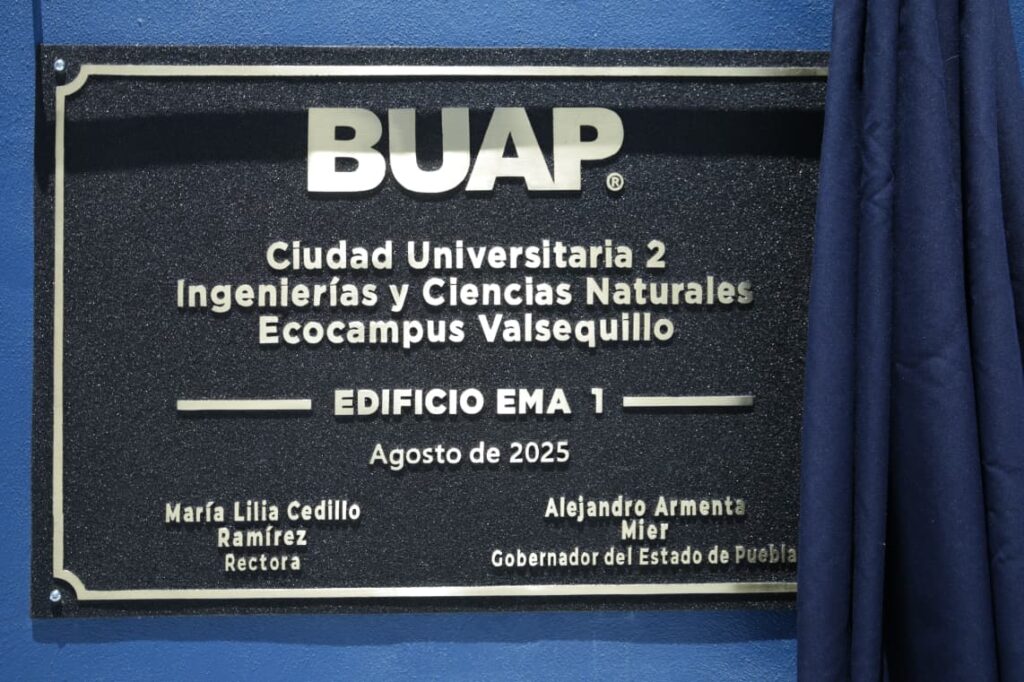 BUAP®
Ciudad Universitaria 2
Ingenierías y Ciencias Naturales
Ecocampus Valsequillo
EDIFICIO EMA 1
Agosto de 2025
María Lilia Cedillo
Ramírez
Rectora
Alejandro Armenta
Mier
Gobernador del Estado de Puebla